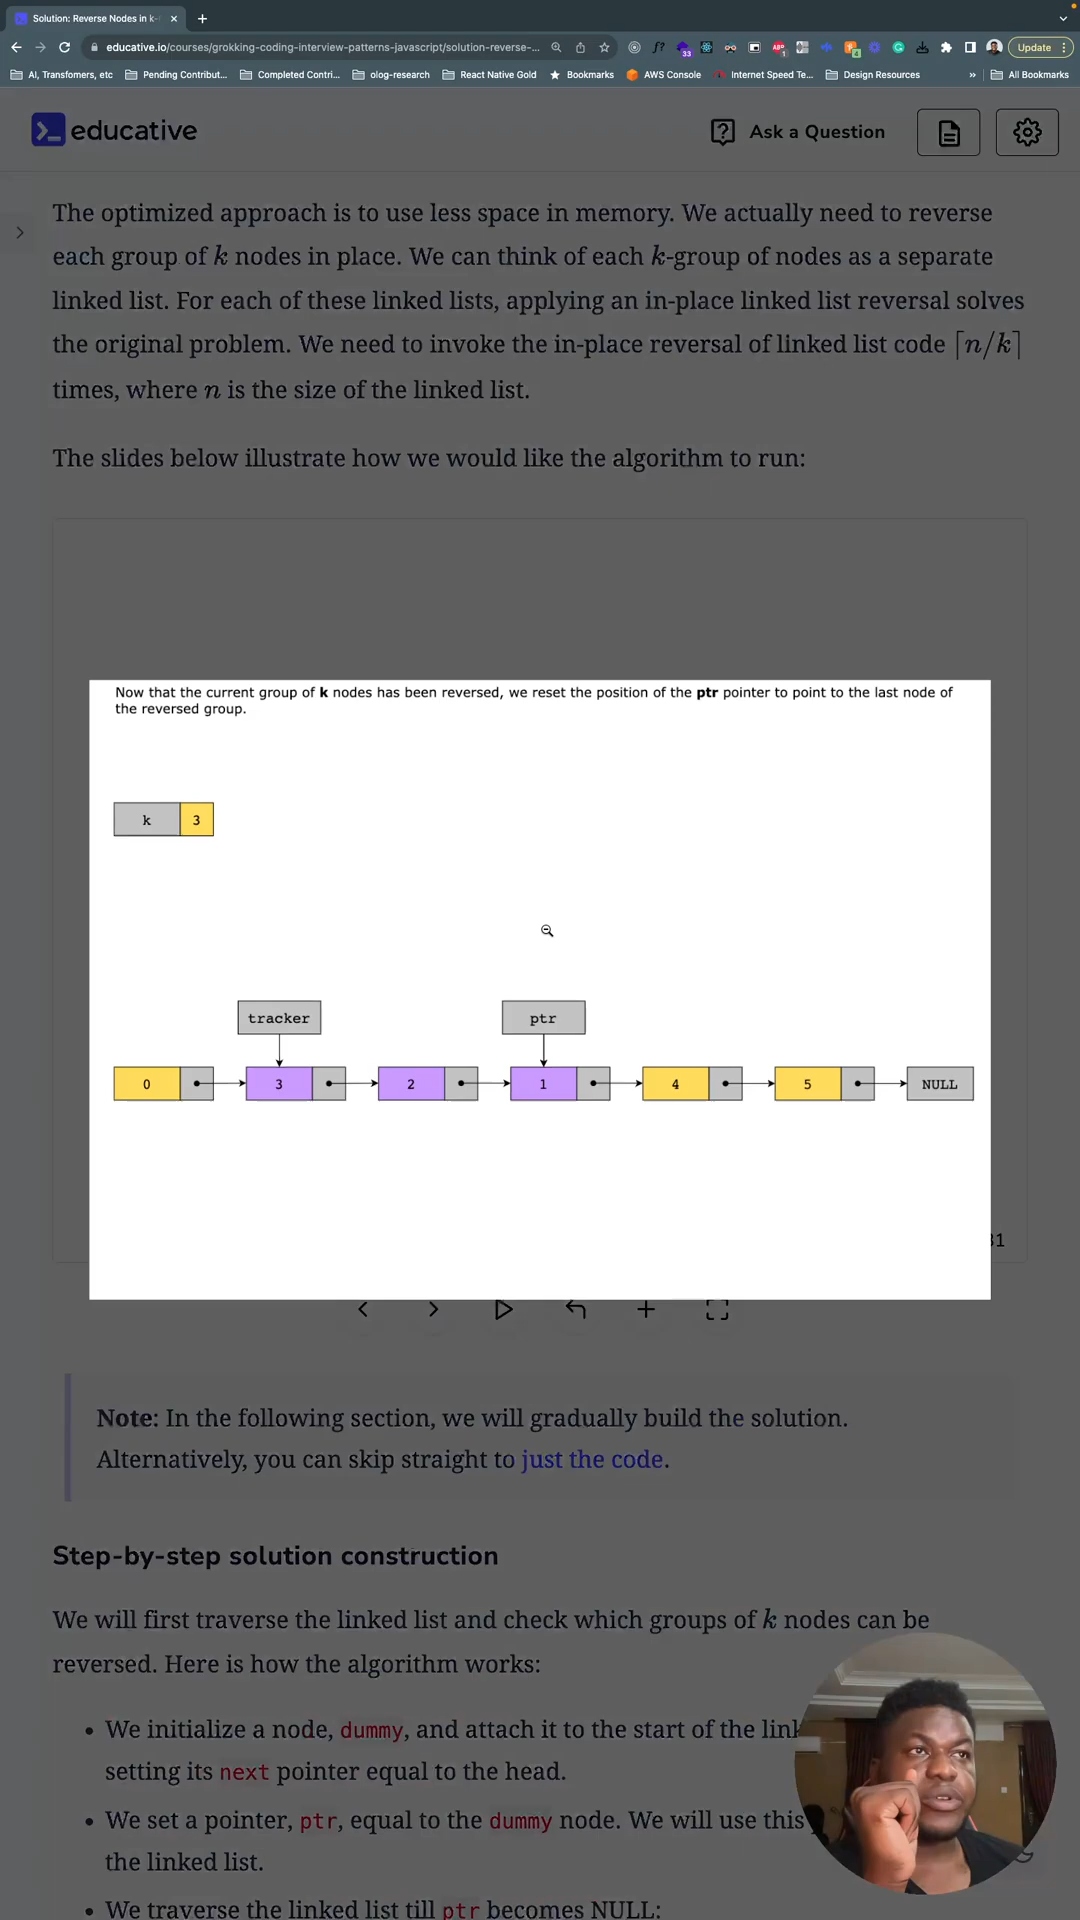 Solution: Reverse Nodes in k-
educative.io/courses/grokking-coding-interview-patterns-javascript/solution-reverse-...
Update
AI, Transfomers, etc
Pending Contribut...
Completed Contri...
olog-research
React Native Gold
Bookmarks
AWS Console
Internet Speed Te...
Design Resources
»
All Bookmarks
educative
Ask a Question
The optimized approach is to use less space in memory. We actually need to reverse
each group of k nodes in place. We can think of each k-group of nodes as a separate
linked list. For each of these linked lists, applying an in-place linked list reversal solves
the original problem. We need to invoke the in-place reversal of linked list code ⌈n/k⌉
times, where n is the size of the linked list.
The slides below illustrate how we would like the algorithm to run:
Now that the current group of k nodes has been reversed, we reset the position of the ptr pointer to point to the last node of
the reversed group.
k 3
tracker ptr
0 3 2 1 4 5 NULL
31
Note: In the following section, we will gradually build the solution.
Alternatively, you can skip straight to just the code.
Step-by-step solution construction
We will first traverse the linked list and check which groups of k nodes can be
reversed. Here is how the algorithm works:
• We initialize a node, dummy, and attach it to the start of the link
setting its next pointer equal to the head.
• We set a pointer, ptr, equal to the dummy node. We will use this
the linked list.
• We traverse the linked list till ptr becomes NULL: